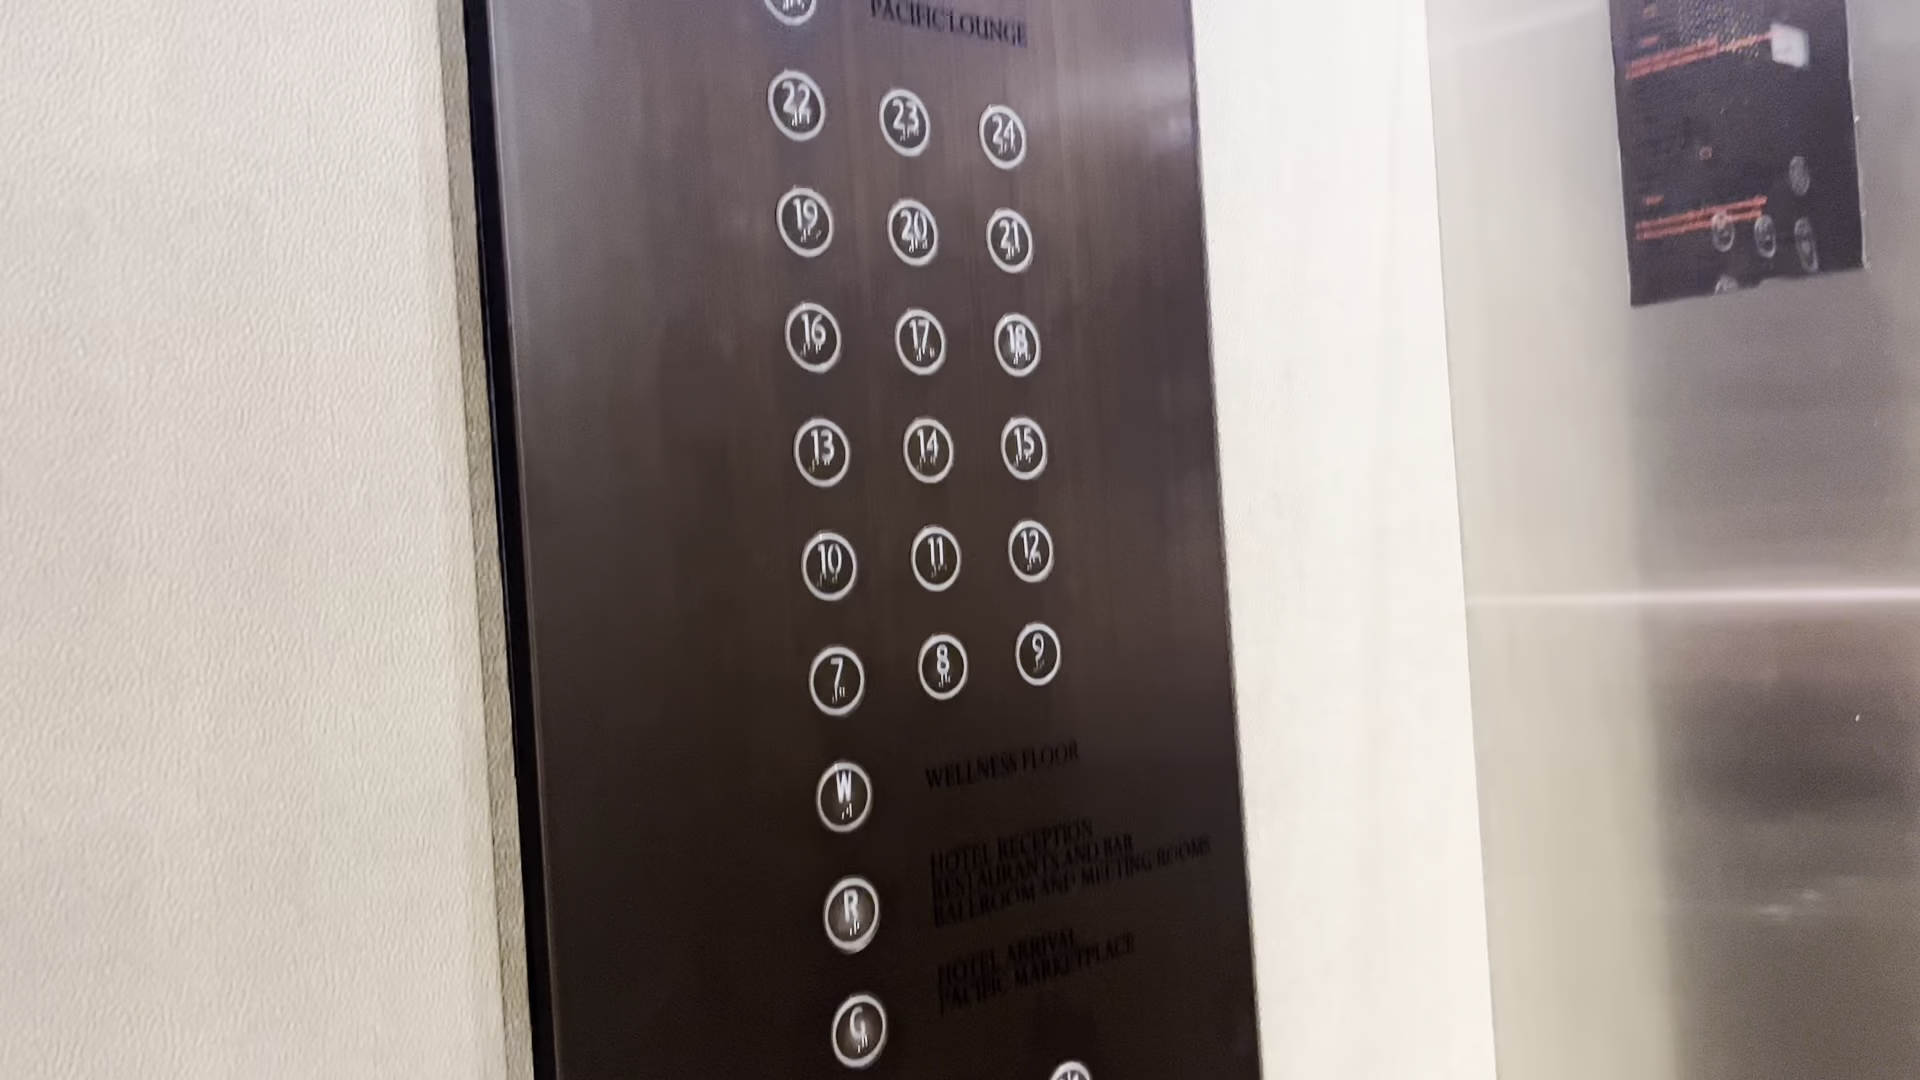 PACIFIC LOUNGE
22 23 24
19 20 21
16 17 18
13 14 15
10 11 12
7 8 9
W WELLNESS FLOOR
HOTEL RECEPTION
R RESTAURANTS AND BAR
BALLROOM AND MEETING ROOMS
HOTEL ARRIVAL
G PACIFIC MARKETPLACE